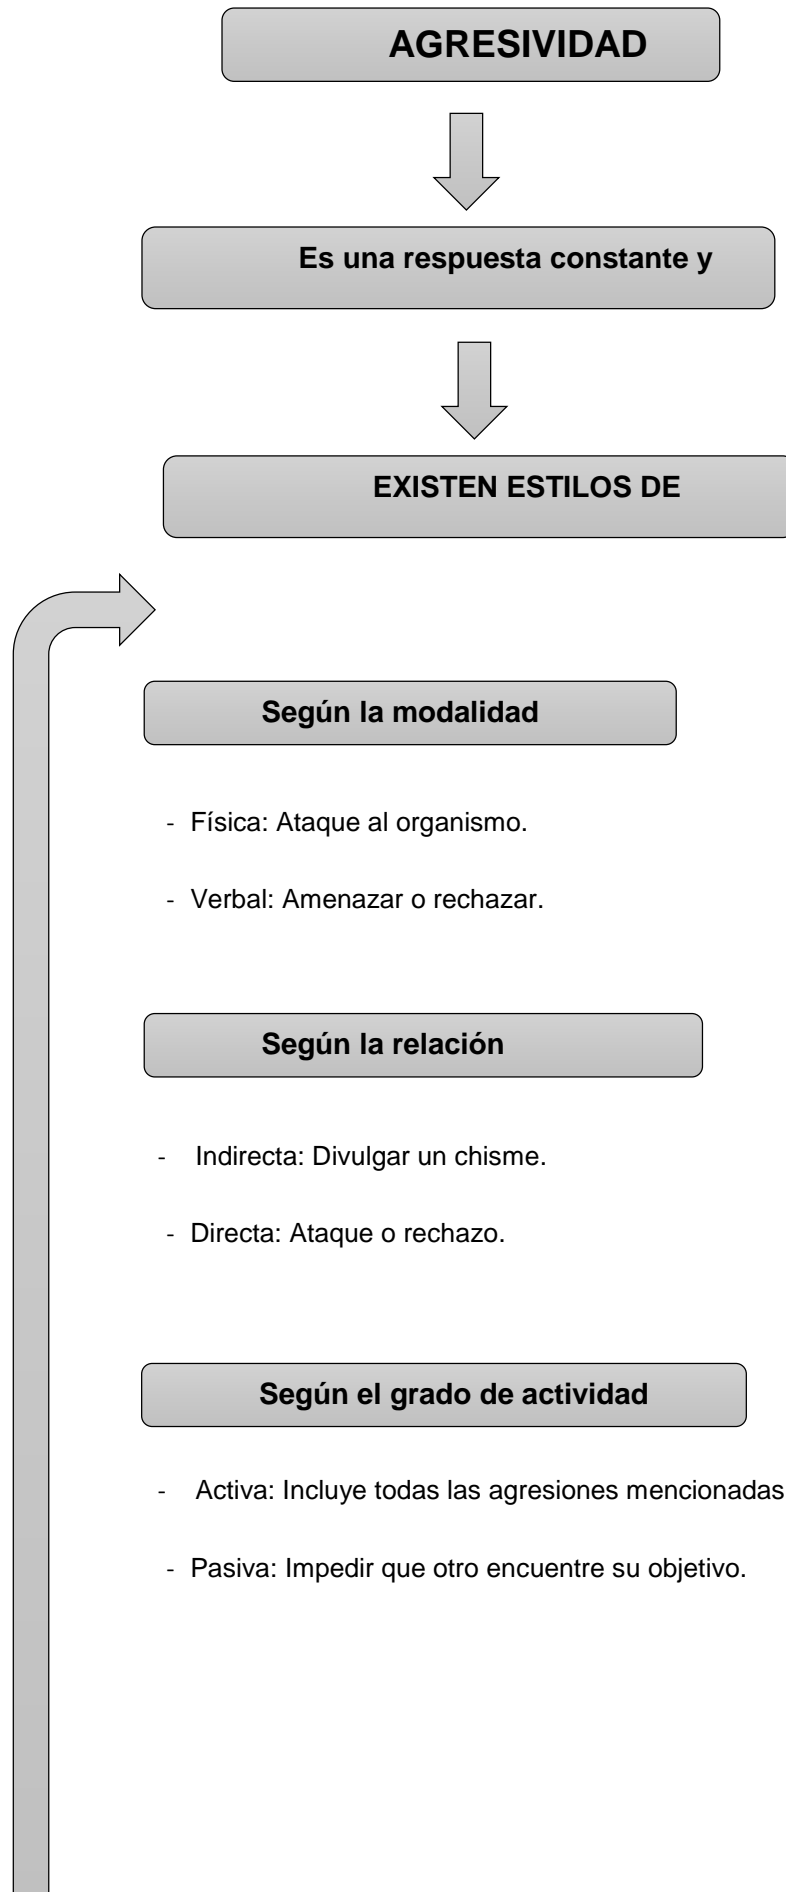 AGRESIVIDAD
Es una respuesta constante y
EXISTEN ESTILOS DE
Según la modalidad
- Física: Ataque al organismo.
- Verbal: Amenazar o rechazar.
Según la relación
- Indirecta: Divulgar un chisme.
- Directa: Ataque o rechazo.
Según el grado de actividad
- Activa: Incluye todas las agresiones mencionadas
- Pasiva: Impedir que otro encuentre su objetivo.